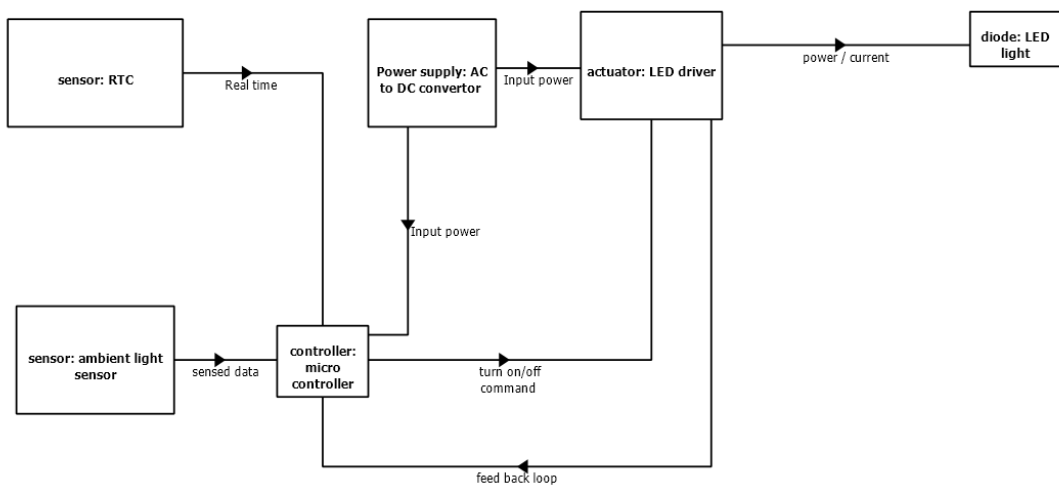 sensor: RTC
Real time
Power supply: AC
to DC convertor
Input power
actuator: LED driver
power / current
diode: LED
light
Input power
sensor: ambient light
sensor
sensed data
controller:
micro
controller
turn on/off
command
feed back loop